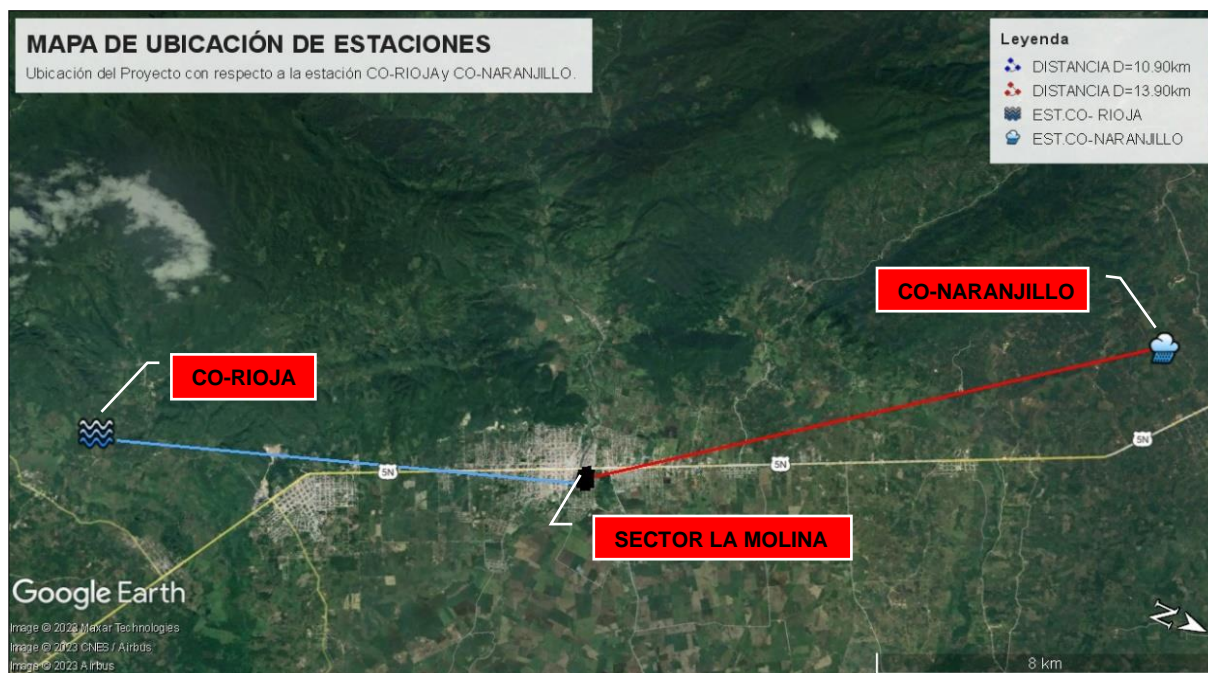 MAPA DE UBICACIÓN DE ESTACIONES
Ubicación del Proyecto con respecto a la estación CO-RIOJA y CO-NARANJILLO.
Leyenda
DISTANCIA D=10.90km
DISTANCIA D=13.90km
EST.CO- RIOJA
EST.CO-NARANJILLO
CO-NARANJILLO
CO-RIOJA
5N
5N
5N
SECTOR LA MOLINA
Google Earth
Image © 2023 Maxar Technologies
Image © 2023 CNES / Airbus
Image © 2023 Airbus
N
8 km